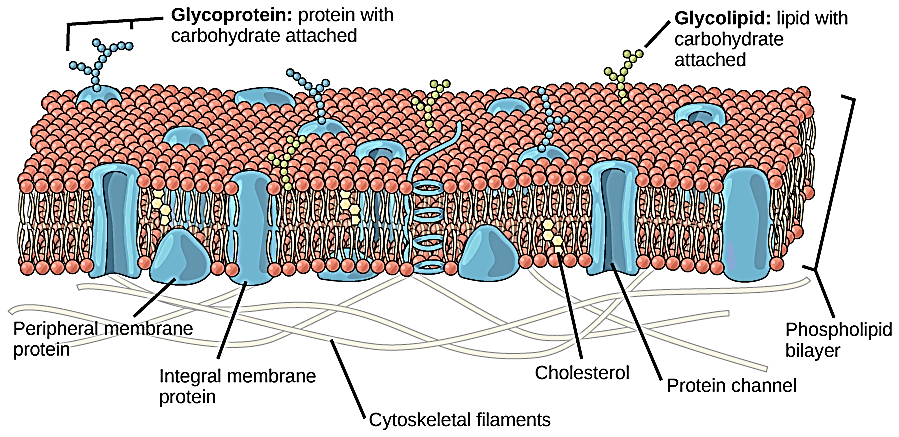 Glycoprotein: protein with
carbohydrate attached
Glycolipid: lipid with
carbohydrate
attached
Peripheral membrane
protein
Integral membrane
protein
Cytoskeletal filaments
Cholesterol
Protein channel
Phospholipid
bilayer